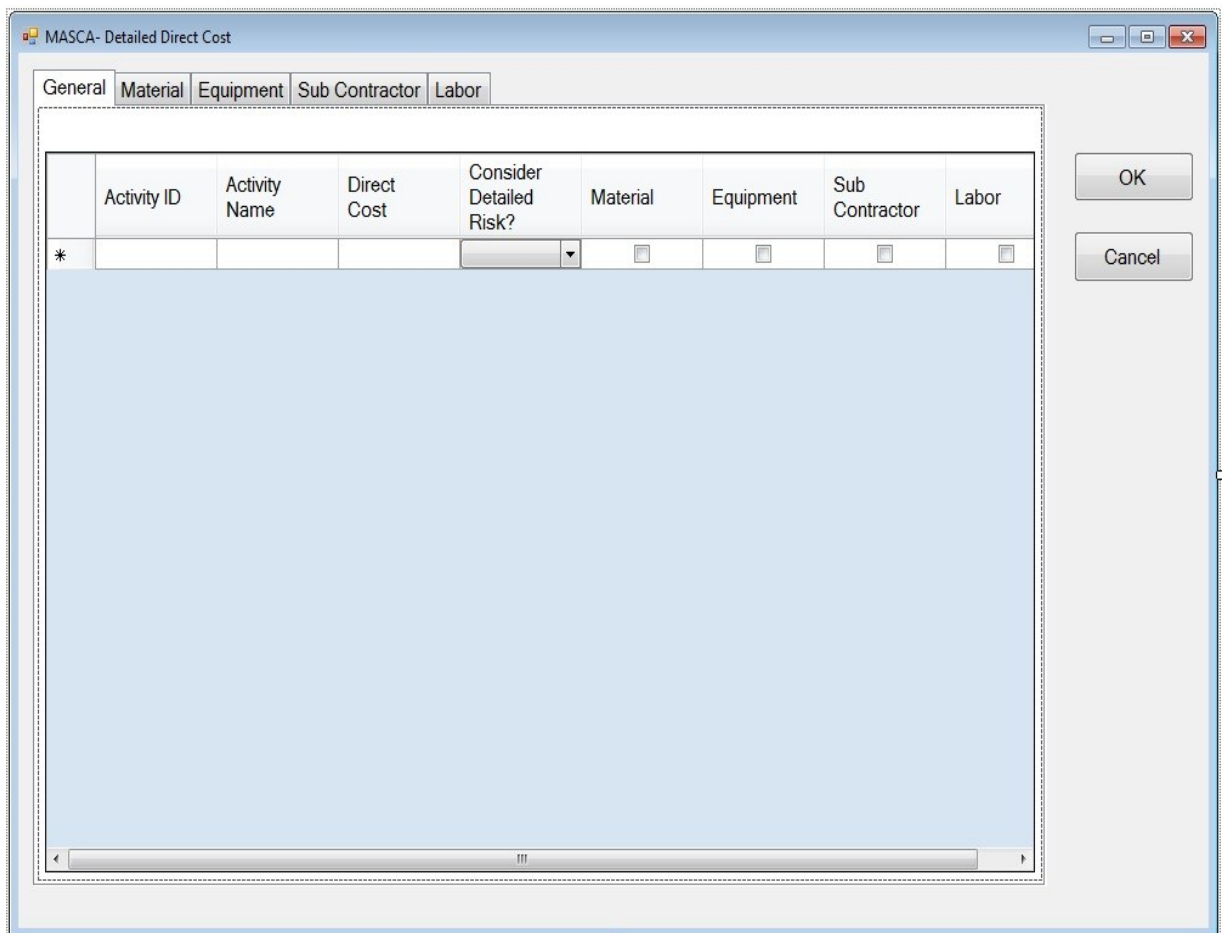 MASCA- Detailed Direct Cost
General Material Equipment Sub Contractor Labor
Activity ID
Activity
Name
Direct
Cost
Consider
Detailed
Risk?
Material
Equipment
Sub
Contractor
Labor
OK
Cancel